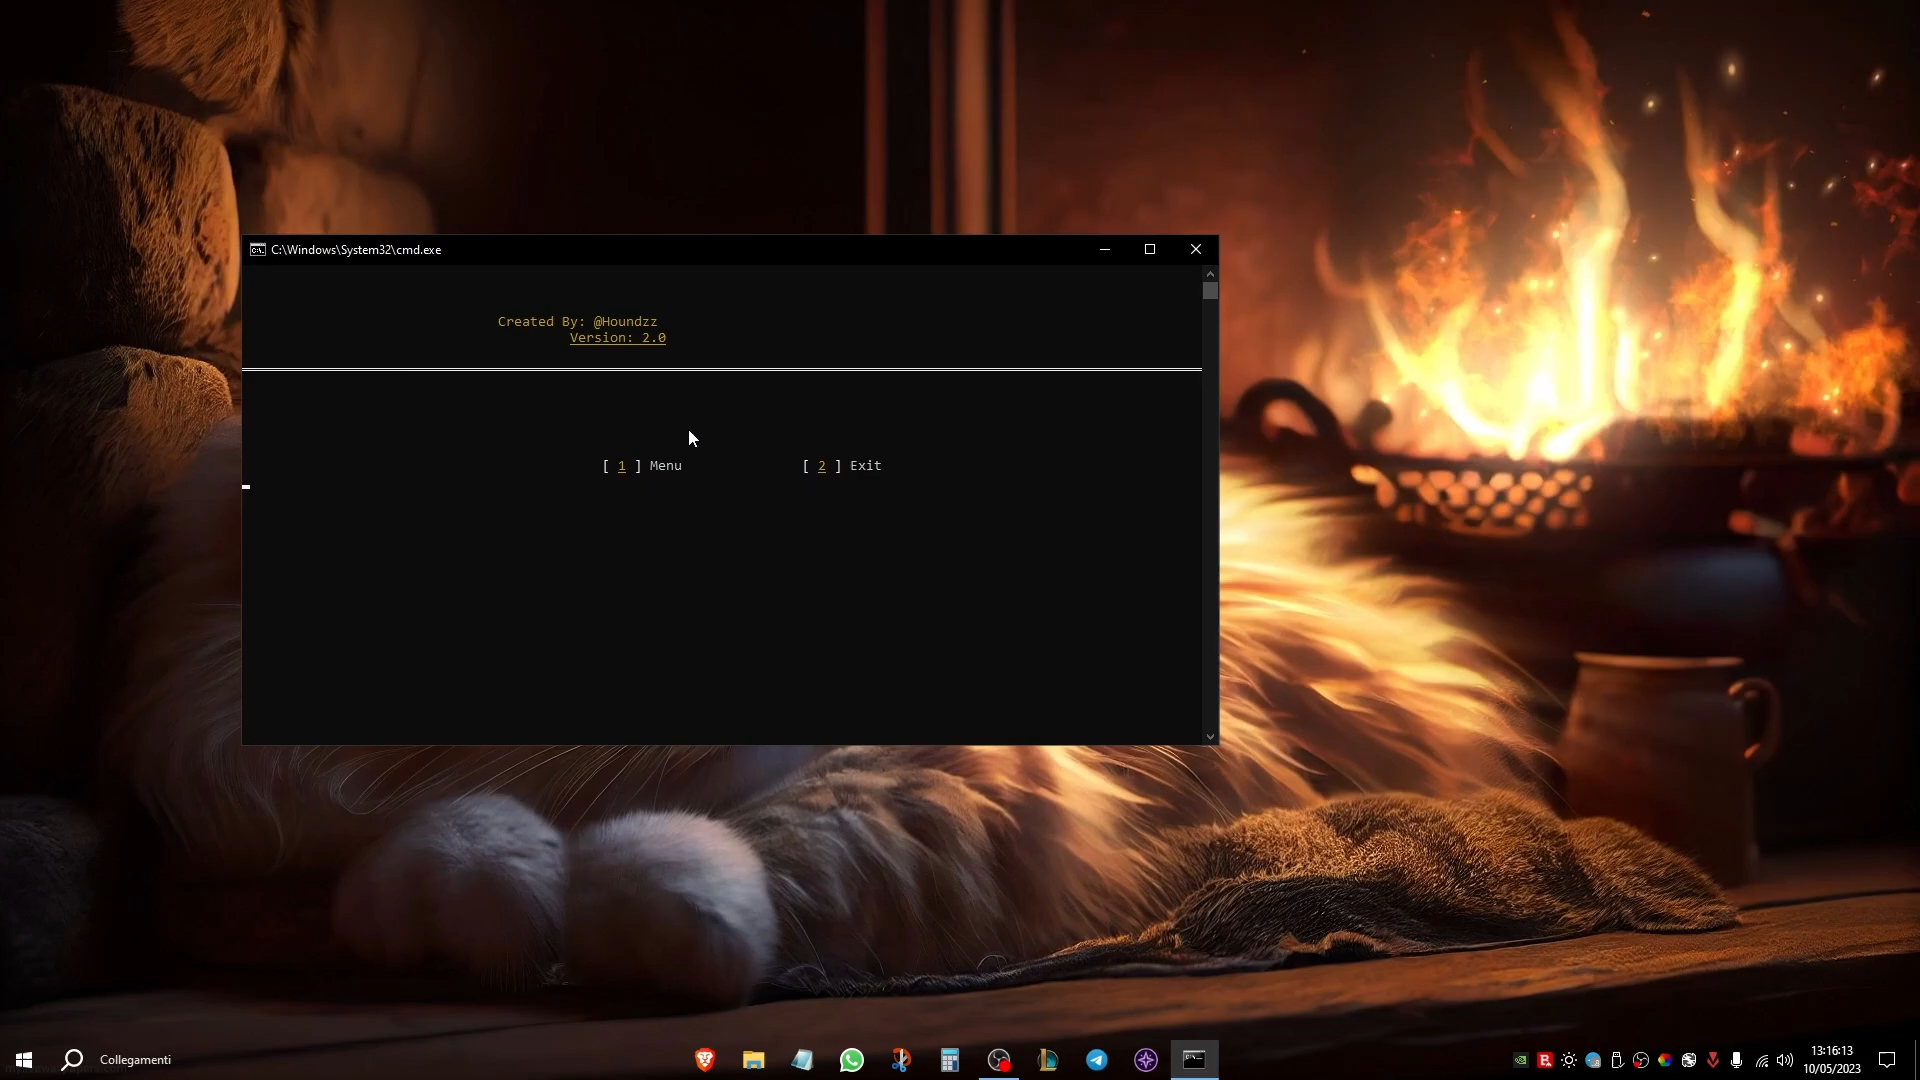 C:\Windows\System32\cmd.exe
Created By: @Houndzz
Version: 2.0
[ 1 ] Menu [ 2 ] Exit
Collegamenti
13:16:13
10/05/2023